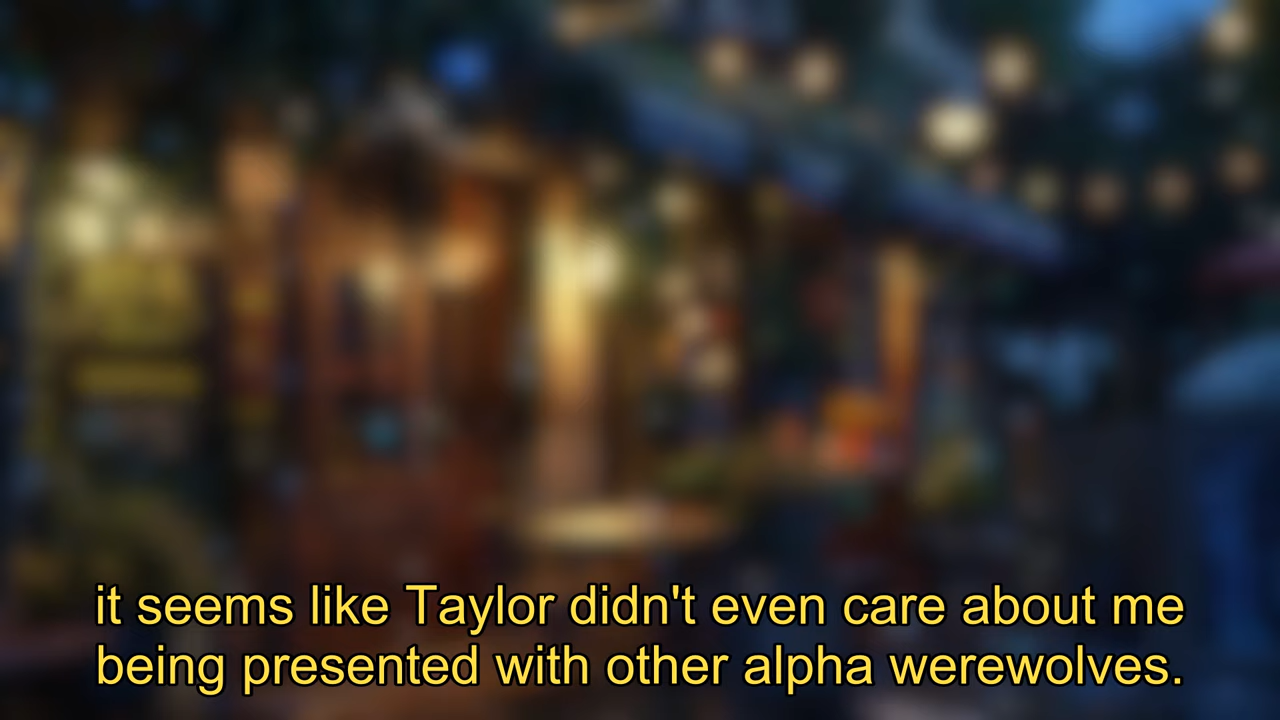 it seems like Taylor didn't even care about me
being presented with other alpha werewolves.